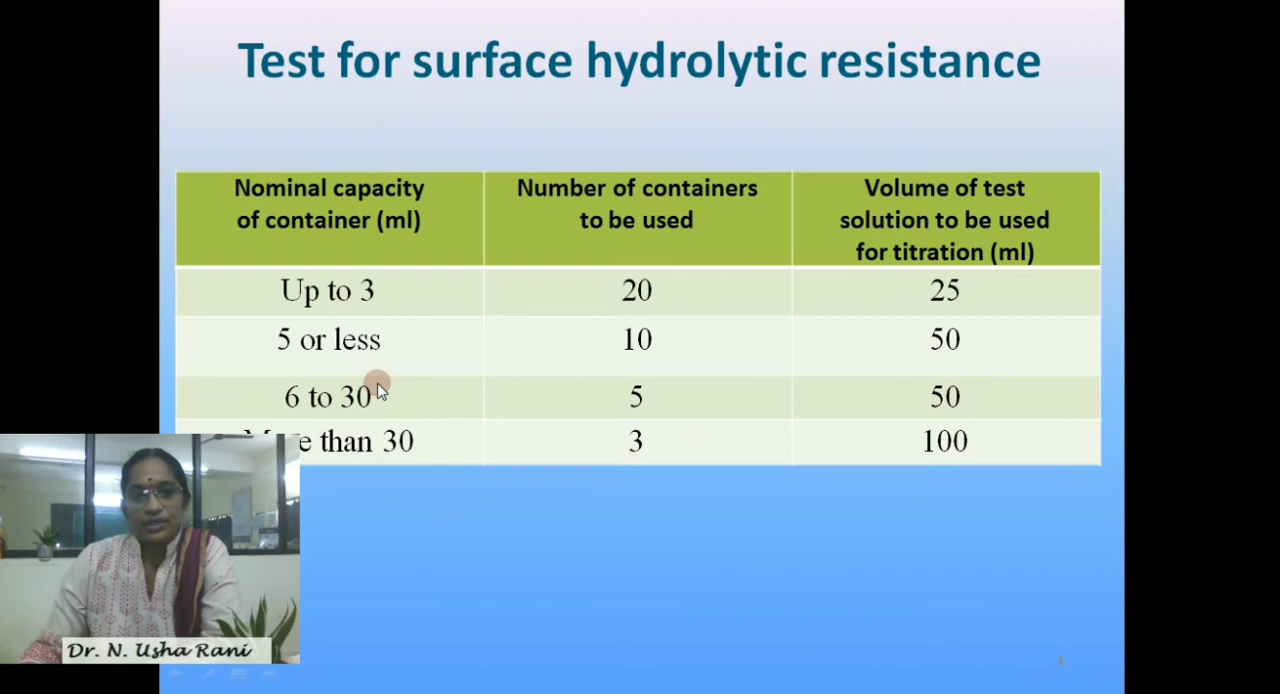 Test for surface hydrolytic resistance
Nominal capacity of container (ml) Number of containers to be used Volume of test solution to be used for titration (ml)
Up to 3 20 25
5 or less 10 50
6 to 30 5 50
than 30 3 100
Dr. N. Usha Rani
4